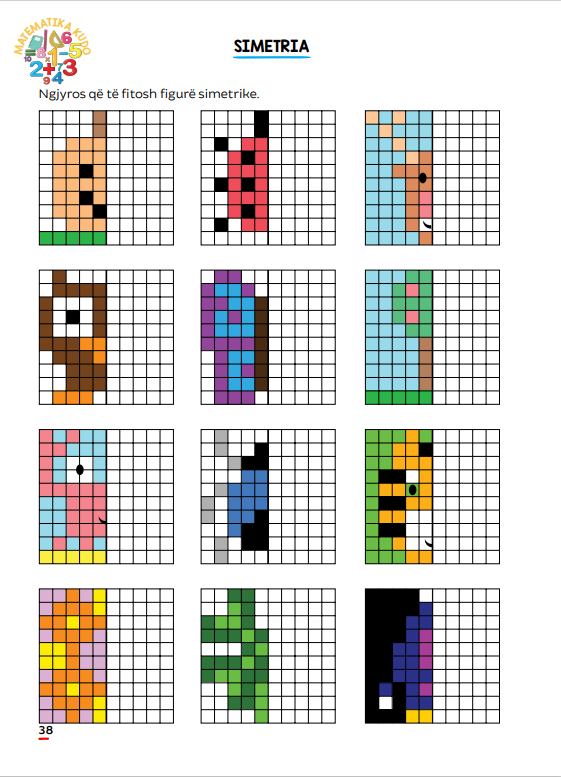 MATEMATIKA KUDO
SIMETRIA
Ngjyros që të fitosh figurë simetrike.
38